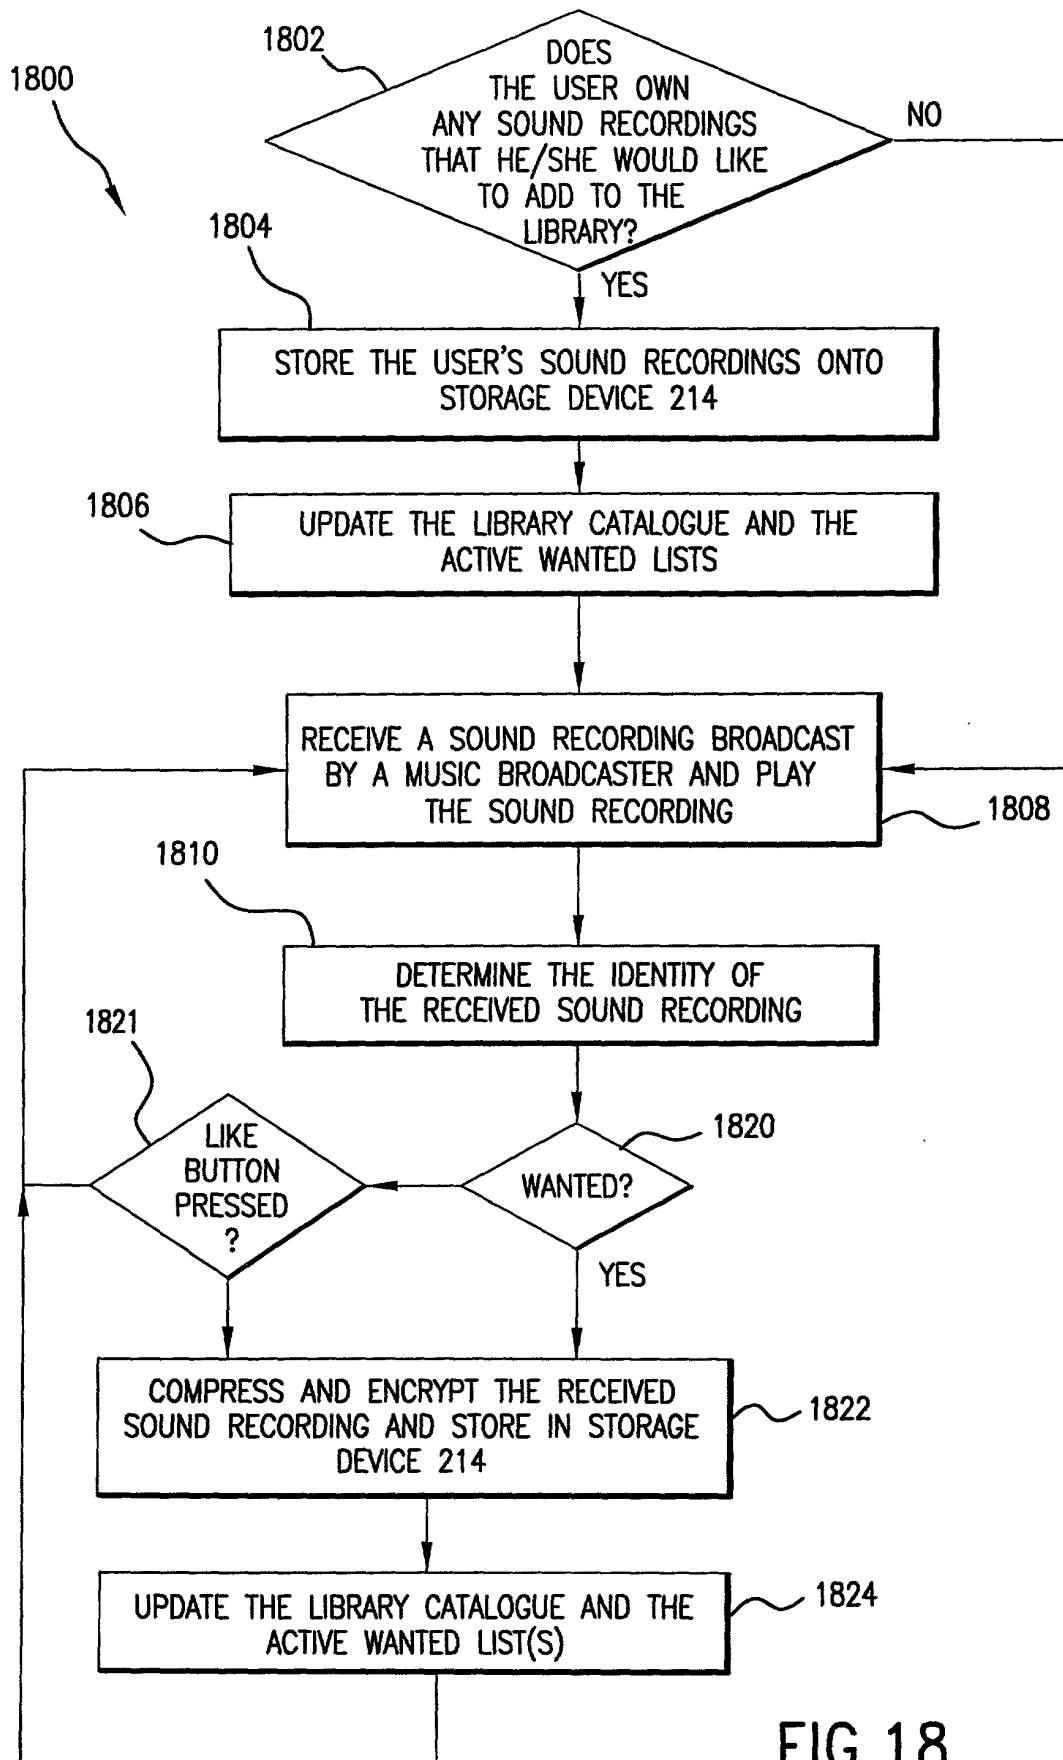 1800
1802
DOES
THE USER OWN
ANY SOUND RECORDINGS
THAT HE/SHE WOULD LIKE
TO ADD TO THE
LIBRARY?
NO
YES
1804
STORE THE USER'S SOUND RECORDINGS ONTO
STORAGE DEVICE 214
1806
UPDATE THE LIBRARY CATALOGUE AND THE
ACTIVE WANTED LISTS
RECEIVE A SOUND RECORDING BROADCAST
BY A MUSIC BROADCASTER AND PLAY
THE SOUND RECORDING
1808
1810
DETERMINE THE IDENTITY OF
THE RECEIVED SOUND RECORDING
1821
LIKE
BUTTON
PRESSED
?
1820
WANTED?
YES
COMPRESS AND ENCRYPT THE RECEIVED
SOUND RECORDING AND STORE IN STORAGE
DEVICE 214
1822
UPDATE THE LIBRARY CATALOGUE AND THE
ACTIVE WANTED LIST(S)
1824
FIG.18